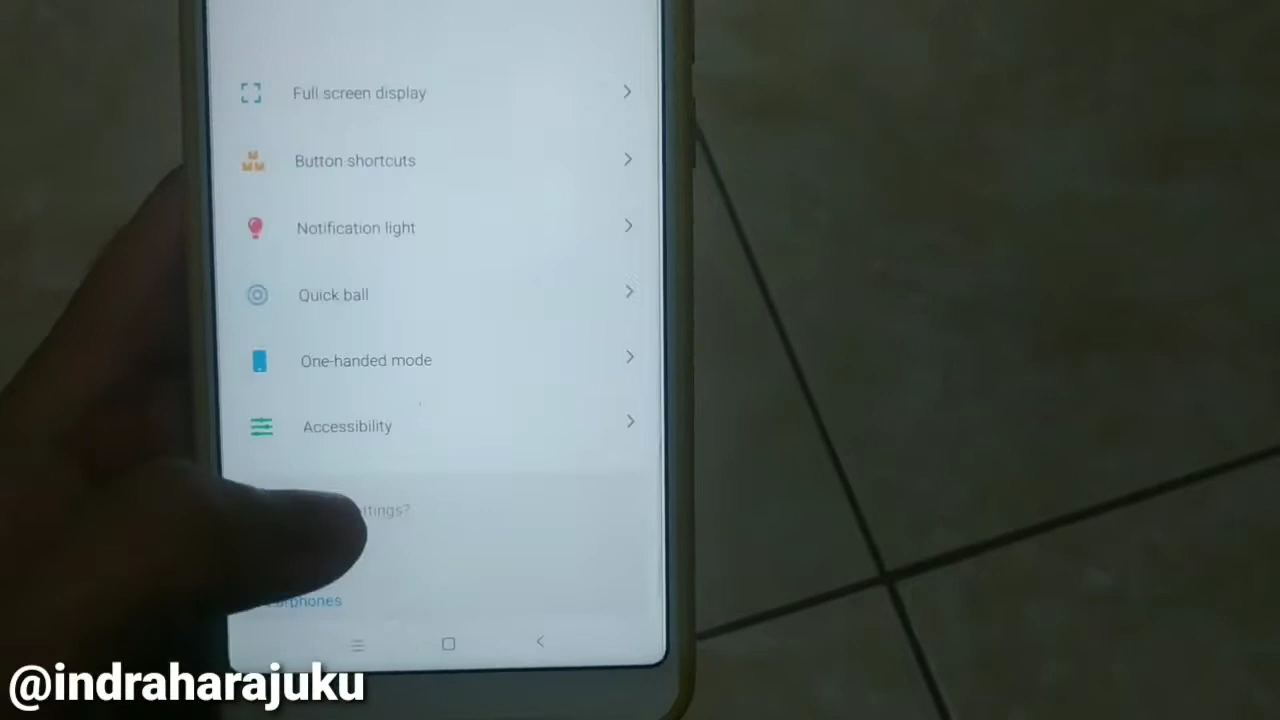 Full screen display
Button shortcuts
Notification light
Quick ball
One-handed mode
Accessibility
@indraharajuku